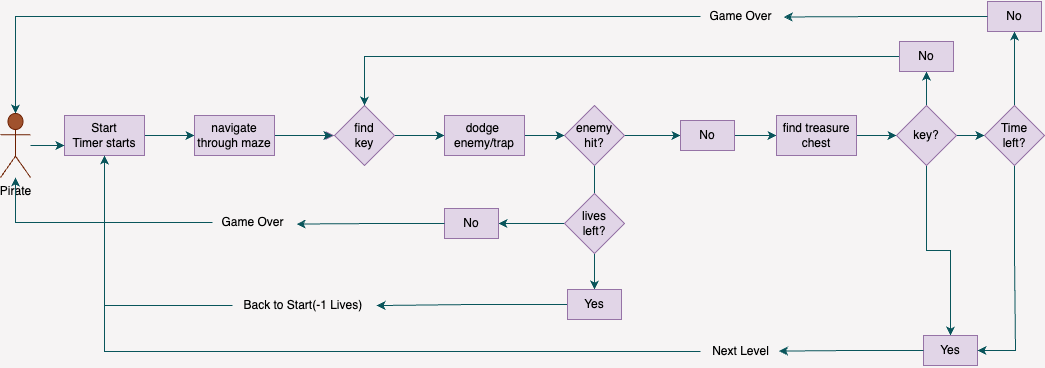 Game Over
No
No
Start
Timer starts
navigate
through maze
find
key
dodge
enemy/trap
enemy
hit?
No
find treasure
chest
key?
Time
left?
Pirate
Game Over
No
lives
left?
Back to Start(-1 Lives)
Yes
Next Level
Yes